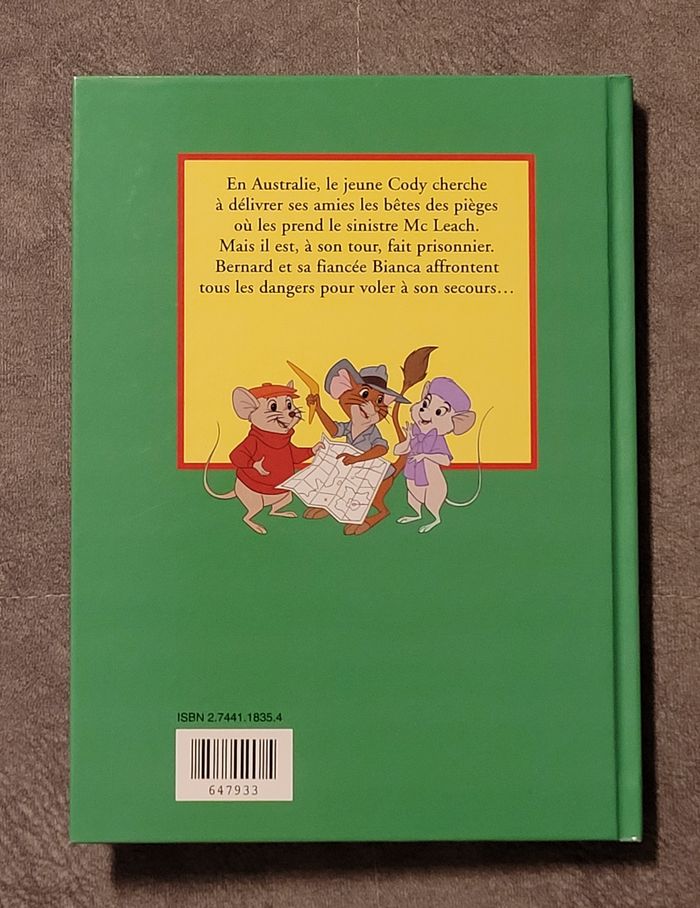 En Australie, le jeune Cody cherche
à délivrer ses amies les bêtes des pièges
où les prend le sinistre Mc Leach.
Mais il est, à son tour, fait prisonnier.
Bernard et sa fiancée Bianca affrontent
tous les dangers pour voler à son secours…
ISBN 2.7441.1835.4
647933